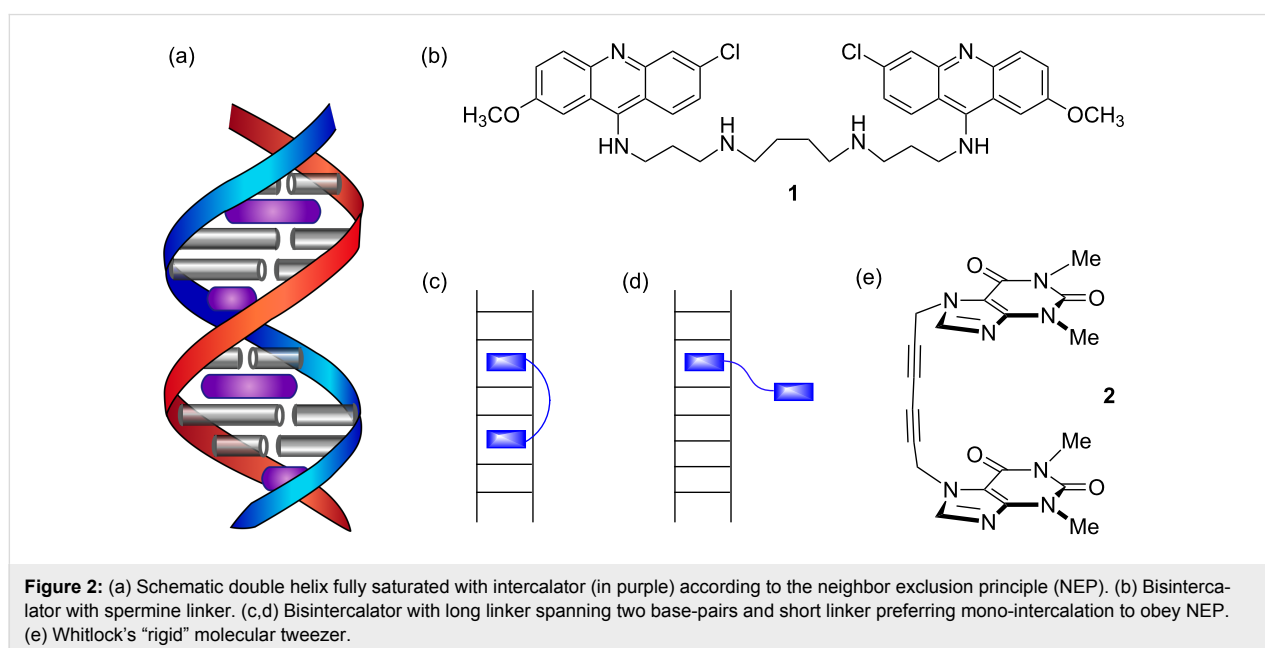 (a)
(b)
N
Cl
H3CO
HN
H
N
H
N
Cl
N
OCH3
NH
1
(c)
(d)
(e)
O
N
Me
N
O
N
N
Me
2
O
N
Me
N
O
N
N
Me
Figure 2: (a) Schematic double helix fully saturated with intercalator (in purple) according to the neighbor exclusion principle (NEP). (b) Bisinterca-
lator with spermine linker. (c,d) Bisintercalator with long linker spanning two base-pairs and short linker preferring mono-intercalation to obey NEP.
(e) Whitlock’s “rigid” molecular tweezer.